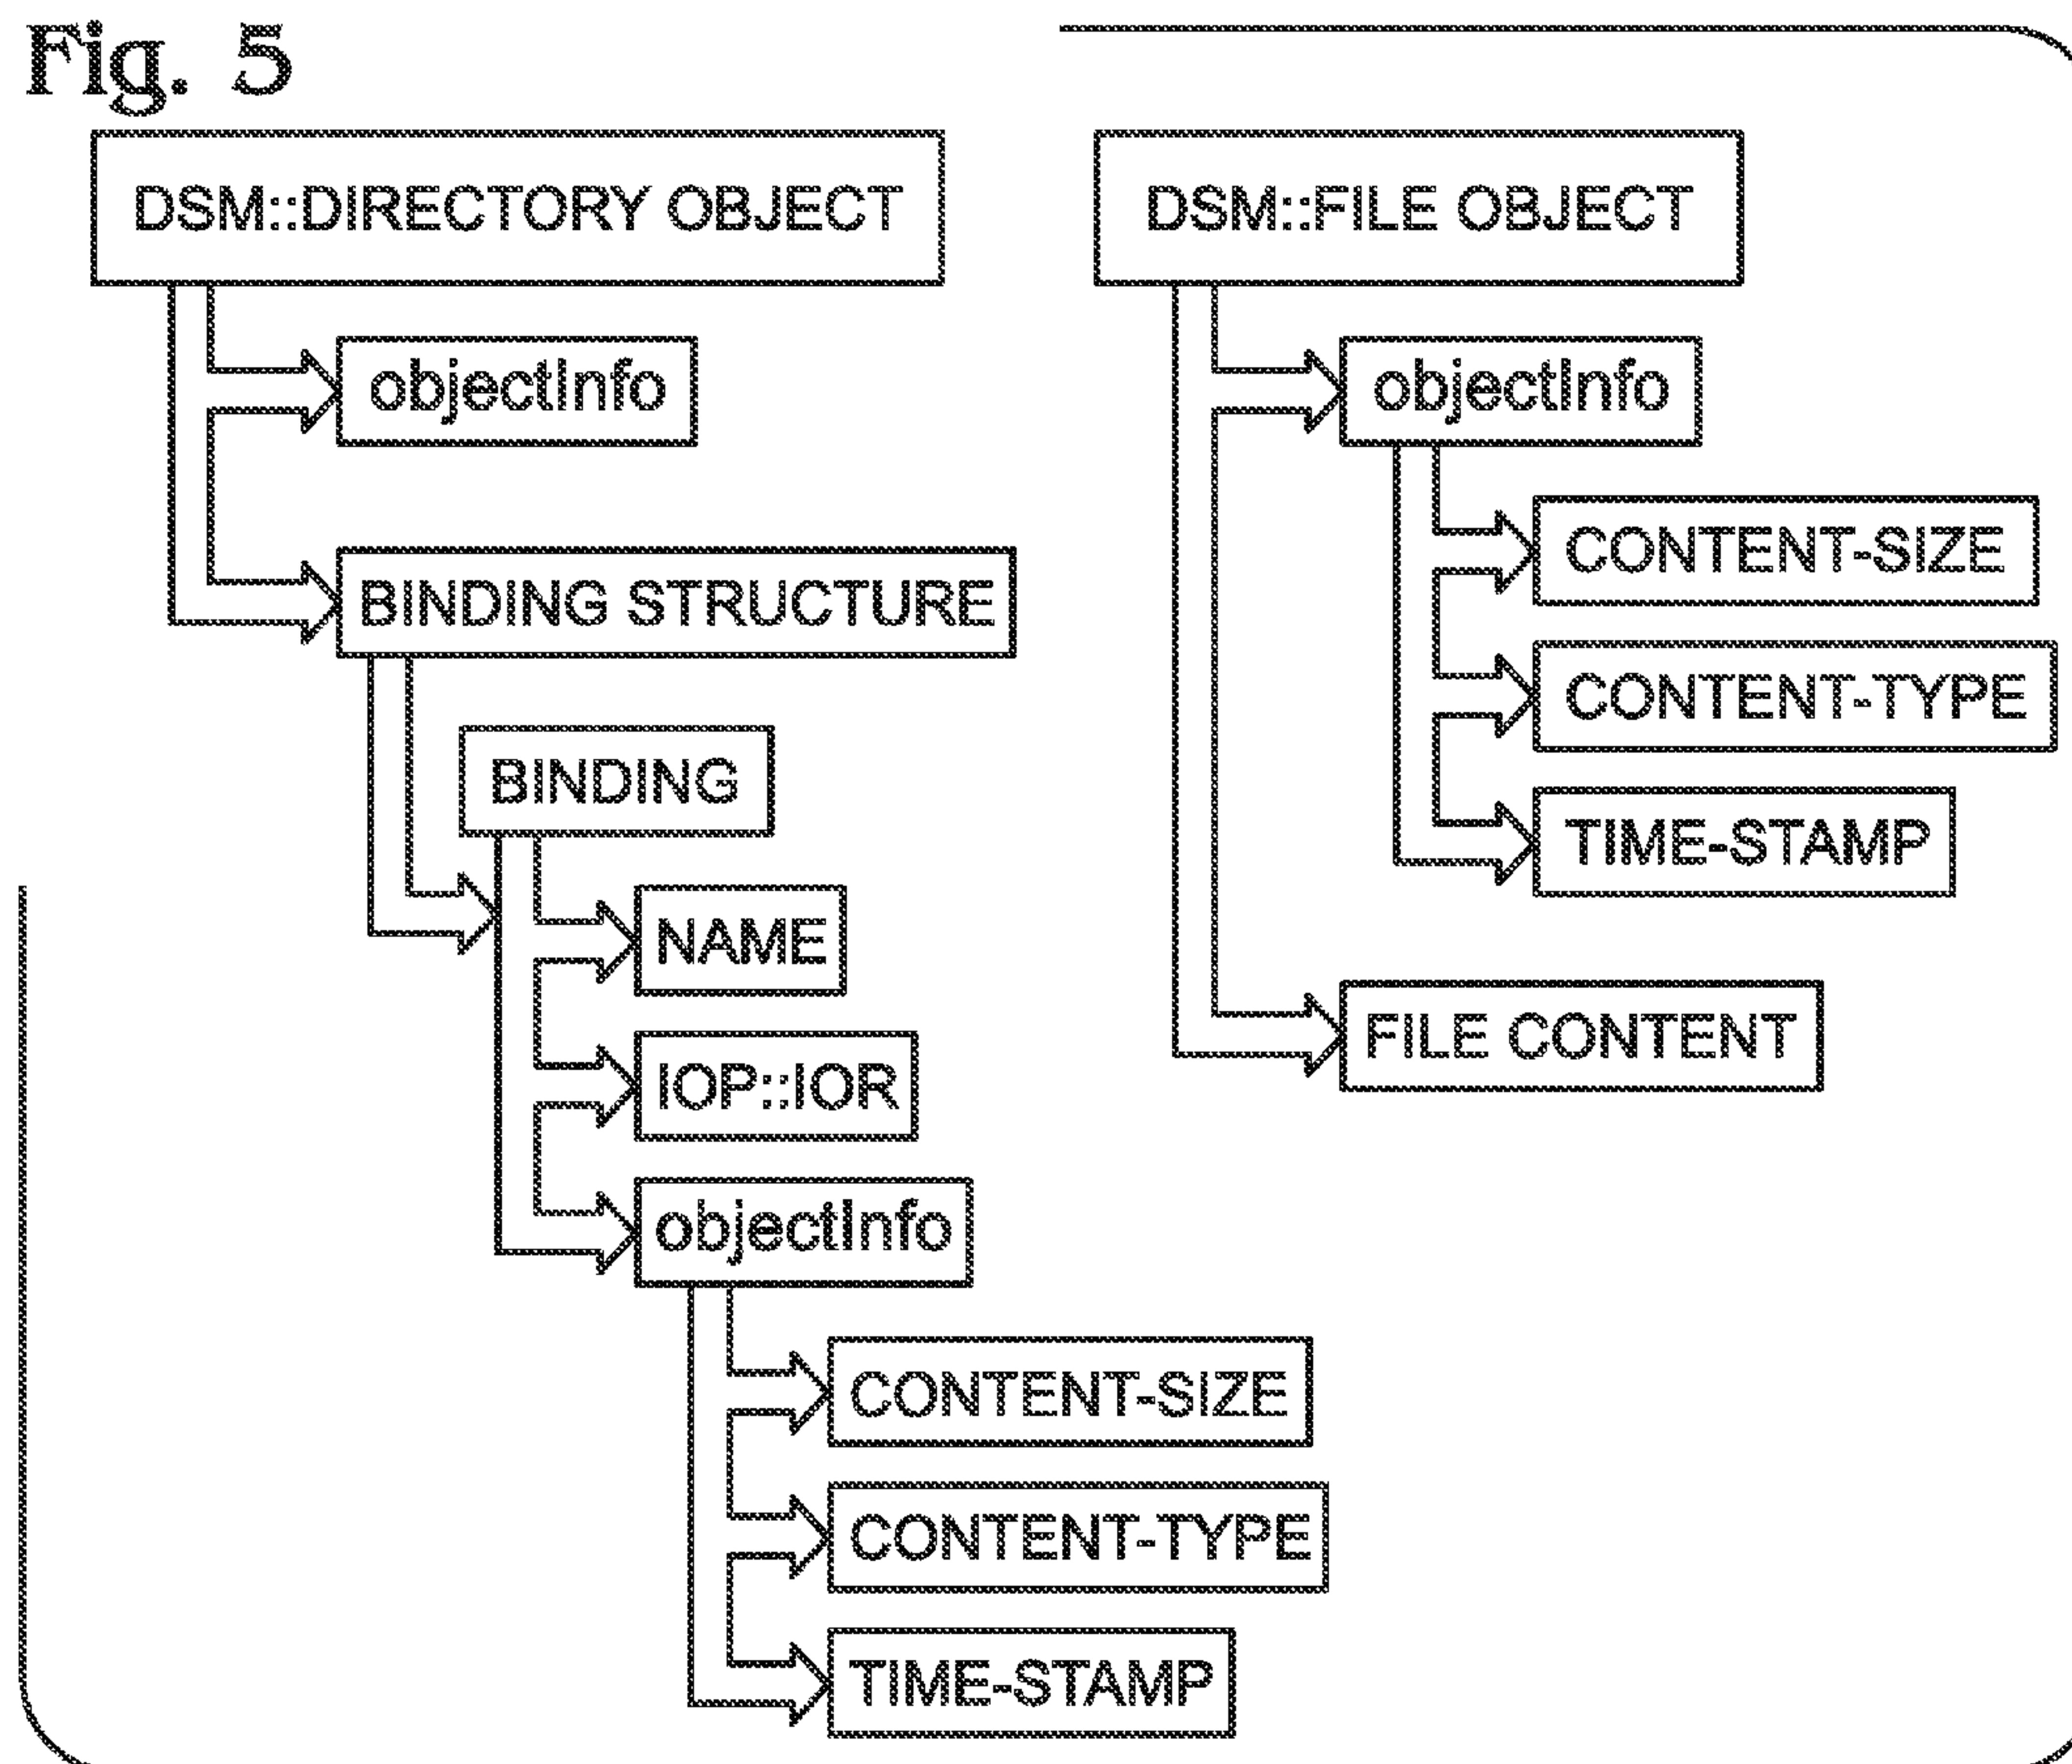 Fig. 5
DSM::DIRECTORY OBJECT
objectInfo
BINDING STRUCTURE
BINDING
NAME
IOP::IOR
objectInfo
CONTENT-SIZE
CONTENT-TYPE
TIME-STAMP
DSM::FILE OBJECT
objectInfo
CONTENT-SIZE
CONTENT-TYPE
TIME-STAMP
FILE CONTENT